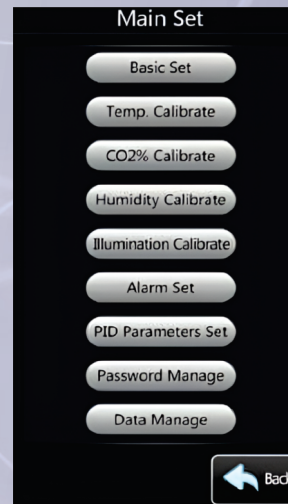 Main Set
Basic Set
Temp. Calibrate
CO2% Calibrate
Humidity Calibrate
Illumination Calibrate
Alarm Set
PID Parameters Set
Password Manage
Data Manage
Back